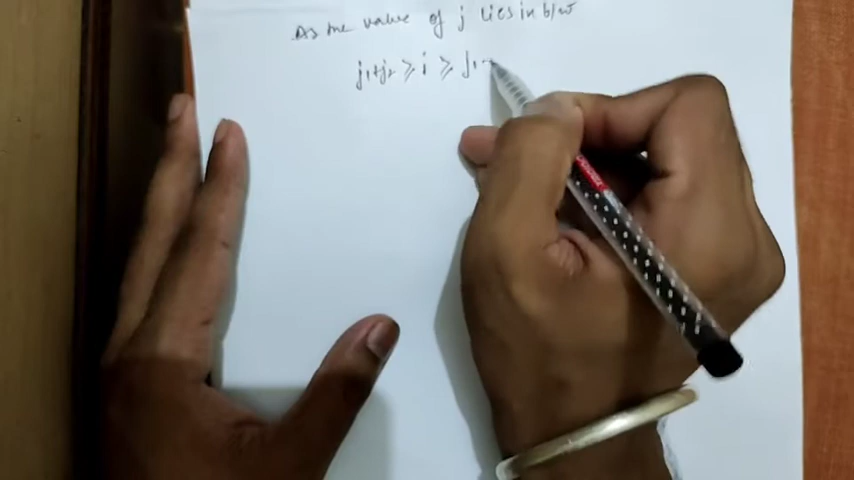 As the value of j lies in b/w
j₁+j₂ ⩾ j ⩾ j₁-